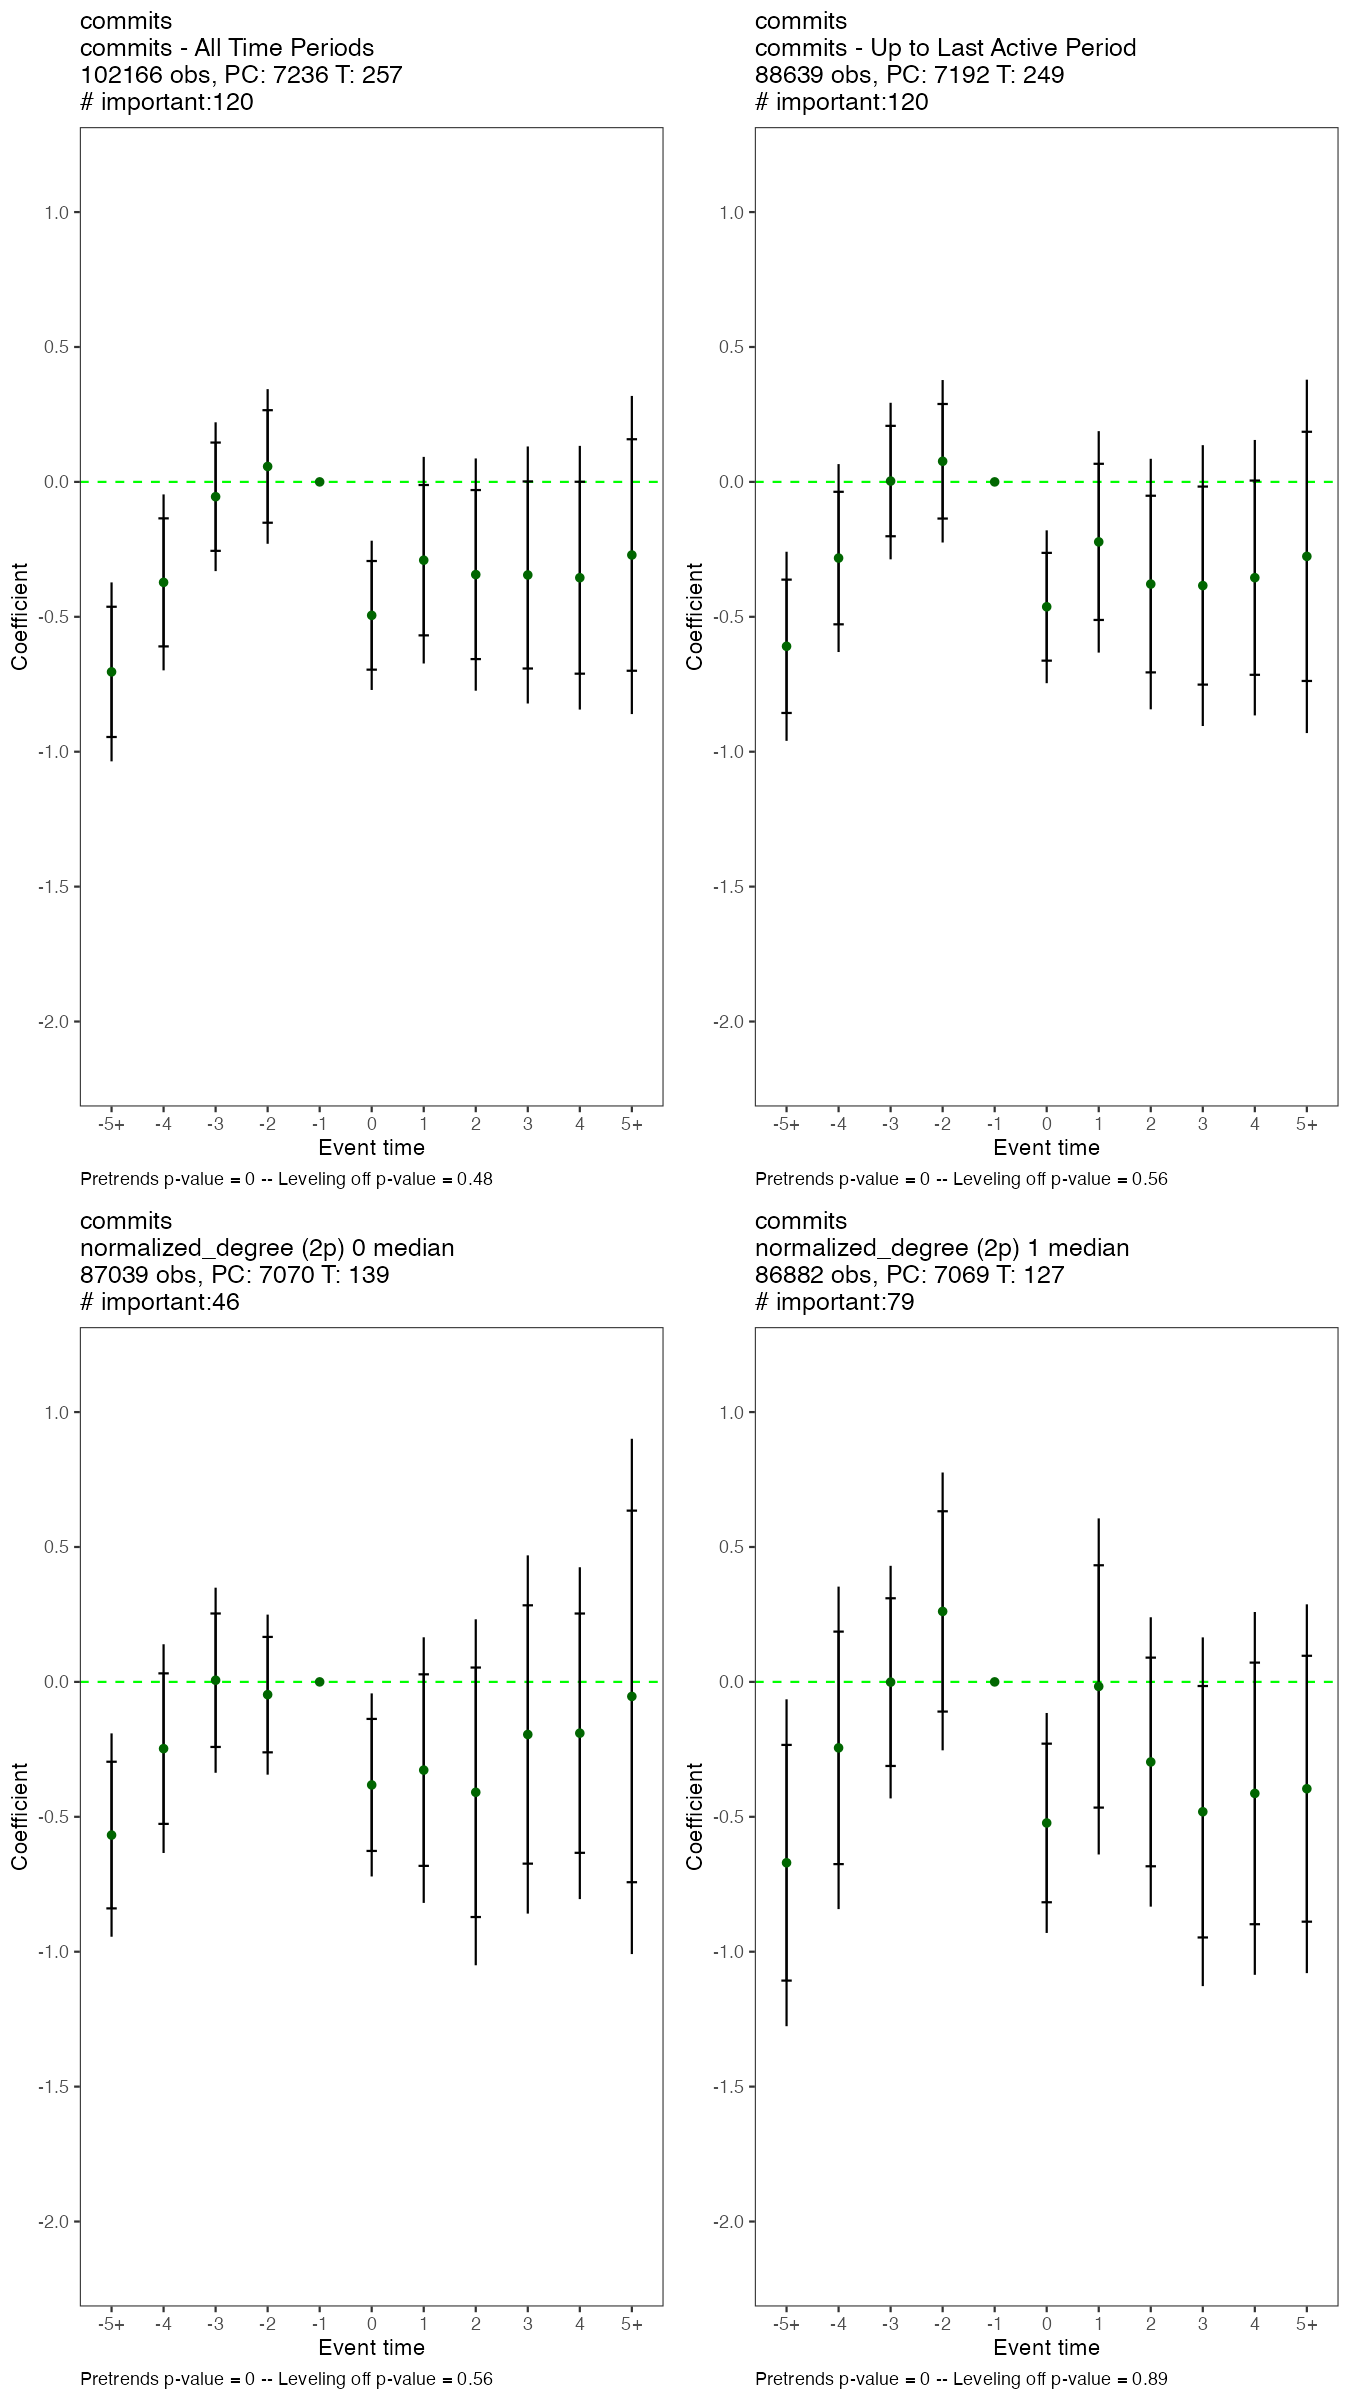 commits
commits - All Time Periods
102166 obs, PC: 7236 T: 257
# important:120
1.0
0.5
0.0
-0.5
-1.0
-1.5
-2.0
Coefficient
-5+ -4 -3 -2 -1 0 1 2 3 4 5+
Event time
Pretrends p-value = 0 -- Leveling off p-value = 0.48
commits
commits - Up to Last Active Period
88639 obs, PC: 7192 T: 249
# important:120
1.0
0.5
0.0
-0.5
-1.0
-1.5
-2.0
Coefficient
-5+ -4 -3 -2 -1 0 1 2 3 4 5+
Event time
Pretrends p-value = 0 -- Leveling off p-value = 0.56
commits
normalized_degree (2p) 0 median
87039 obs, PC: 7070 T: 139
# important:46
1.0
0.5
0.0
-0.5
-1.0
-1.5
-2.0
Coefficient
-5+ -4 -3 -2 -1 0 1 2 3 4 5+
Event time
Pretrends p-value = 0 -- Leveling off p-value = 0.56
commits
normalized_degree (2p) 1 median
86882 obs, PC: 7069 T: 127
# important:79
1.0
0.5
0.0
-0.5
-1.0
-1.5
-2.0
Coefficient
-5+ -4 -3 -2 -1 0 1 2 3 4 5+
Event time
Pretrends p-value = 0 -- Leveling off p-value = 0.89